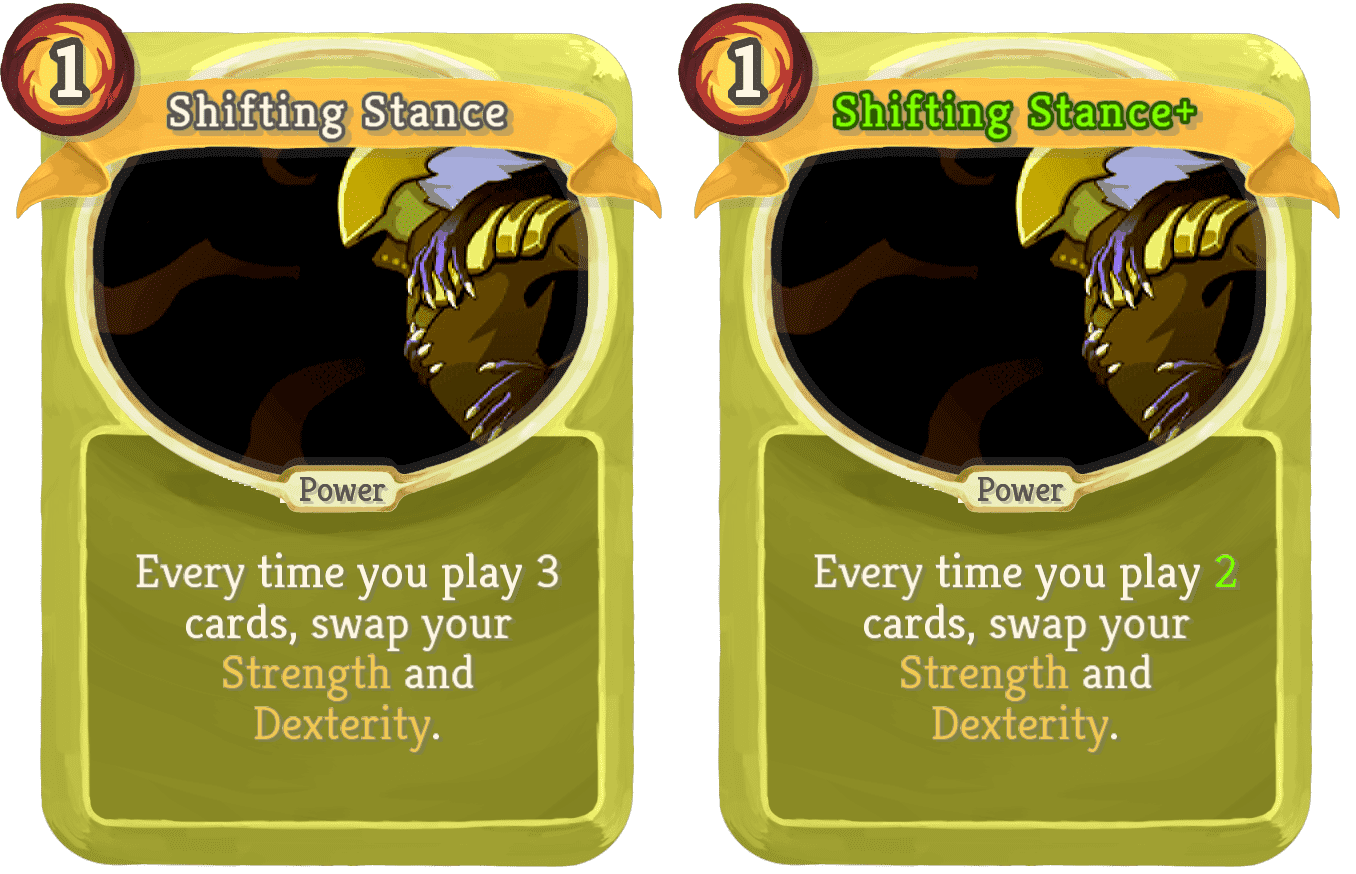 1
Shifting Stance
Power
Every time you play 3
cards, swap your
Strength and
Dexterity.
1
Shifting Stance+
Power
Every time you play 2
cards, swap your
Strength and
Dexterity.